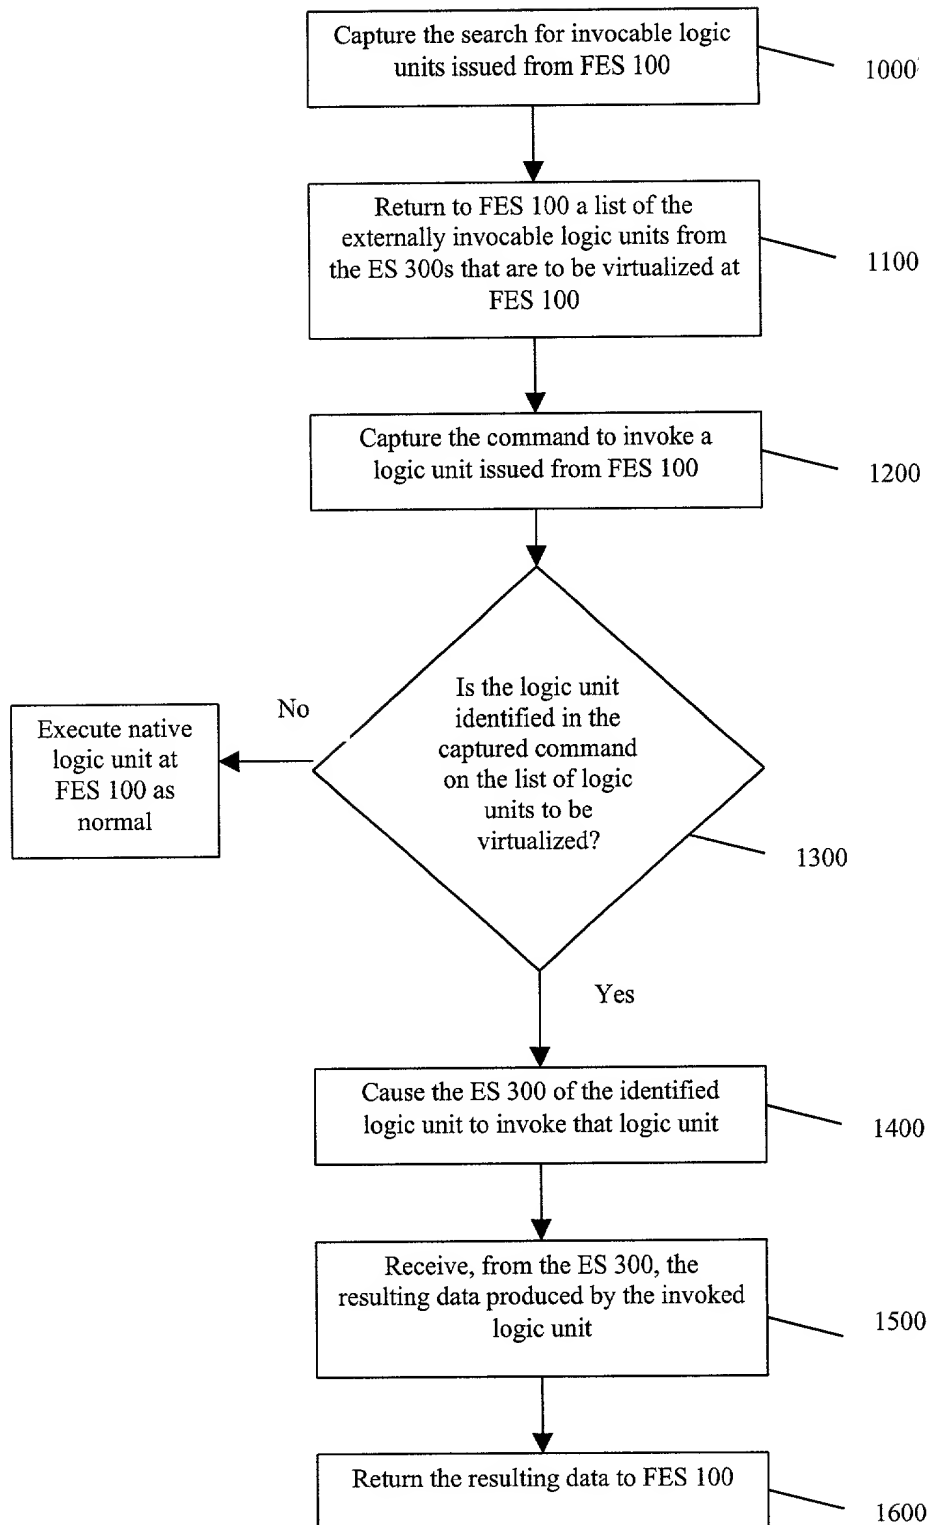 Capture the search for invocable logic
units issued from FES 100
1000
Return to FES 100 a list of the
externally invocable logic units from
the ES 300s that are to be virtualized at
FES 100
1100
Capture the command to invoke a
logic unit issued from FES 100
1200
Is the logic unit
identified in the
captured command
on the list of logic
units to be
virtualized?
1300
No
Execute native
logic unit at
FES 100 as
normal
Yes
Cause the ES 300 of the identified
logic unit to invoke that logic unit
1400
Receive, from the ES 300, the
resulting data produced by the invoked
logic unit
1500
Return the resulting data to FES 100
1600